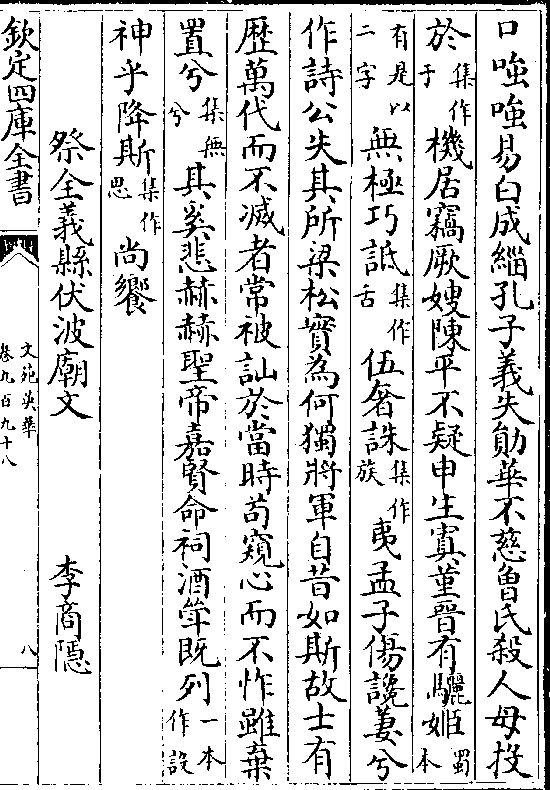 口嗤嗤易白成緇孔子義失勛華不慈魯氏殺人母投
於集作于機居竊厥嫂陳平不疑申生寘菫晉有驪姬蜀本
有是以二字無極巧詆集作舌伍奢誅集作族夷孟子傷讒萋兮
作詩公失其所梁松實為何獨將軍自昔如斯故士有
歴萬代而不滅者常被訕於當時苟窺心而不怍雖棄
置兮集無兮其奚悲赫赫聖帝嘉賢命祠酒斝既列一本作設
神乎降斯集作思尚饗
祭全義縣伏波廟文 李商隱
欽定四庫全書
文苑英華
卷九百九十八
八